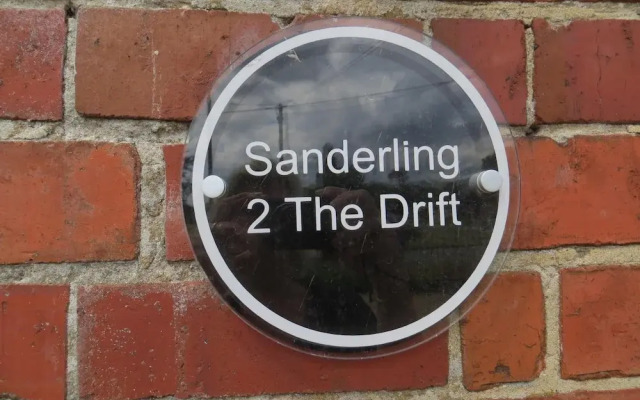 Sanderling
2 The Drift